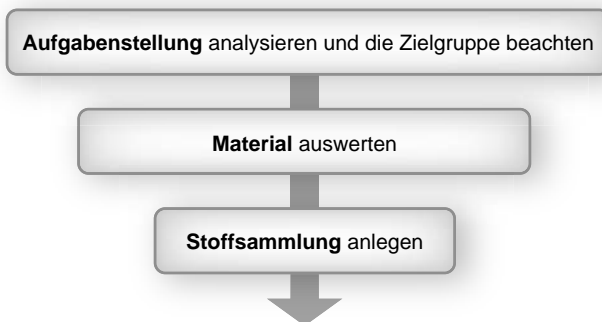 Aufgabenstellung analysieren und die Zielgruppe beachten
Material auswerten
Stoffsammlung anlegen